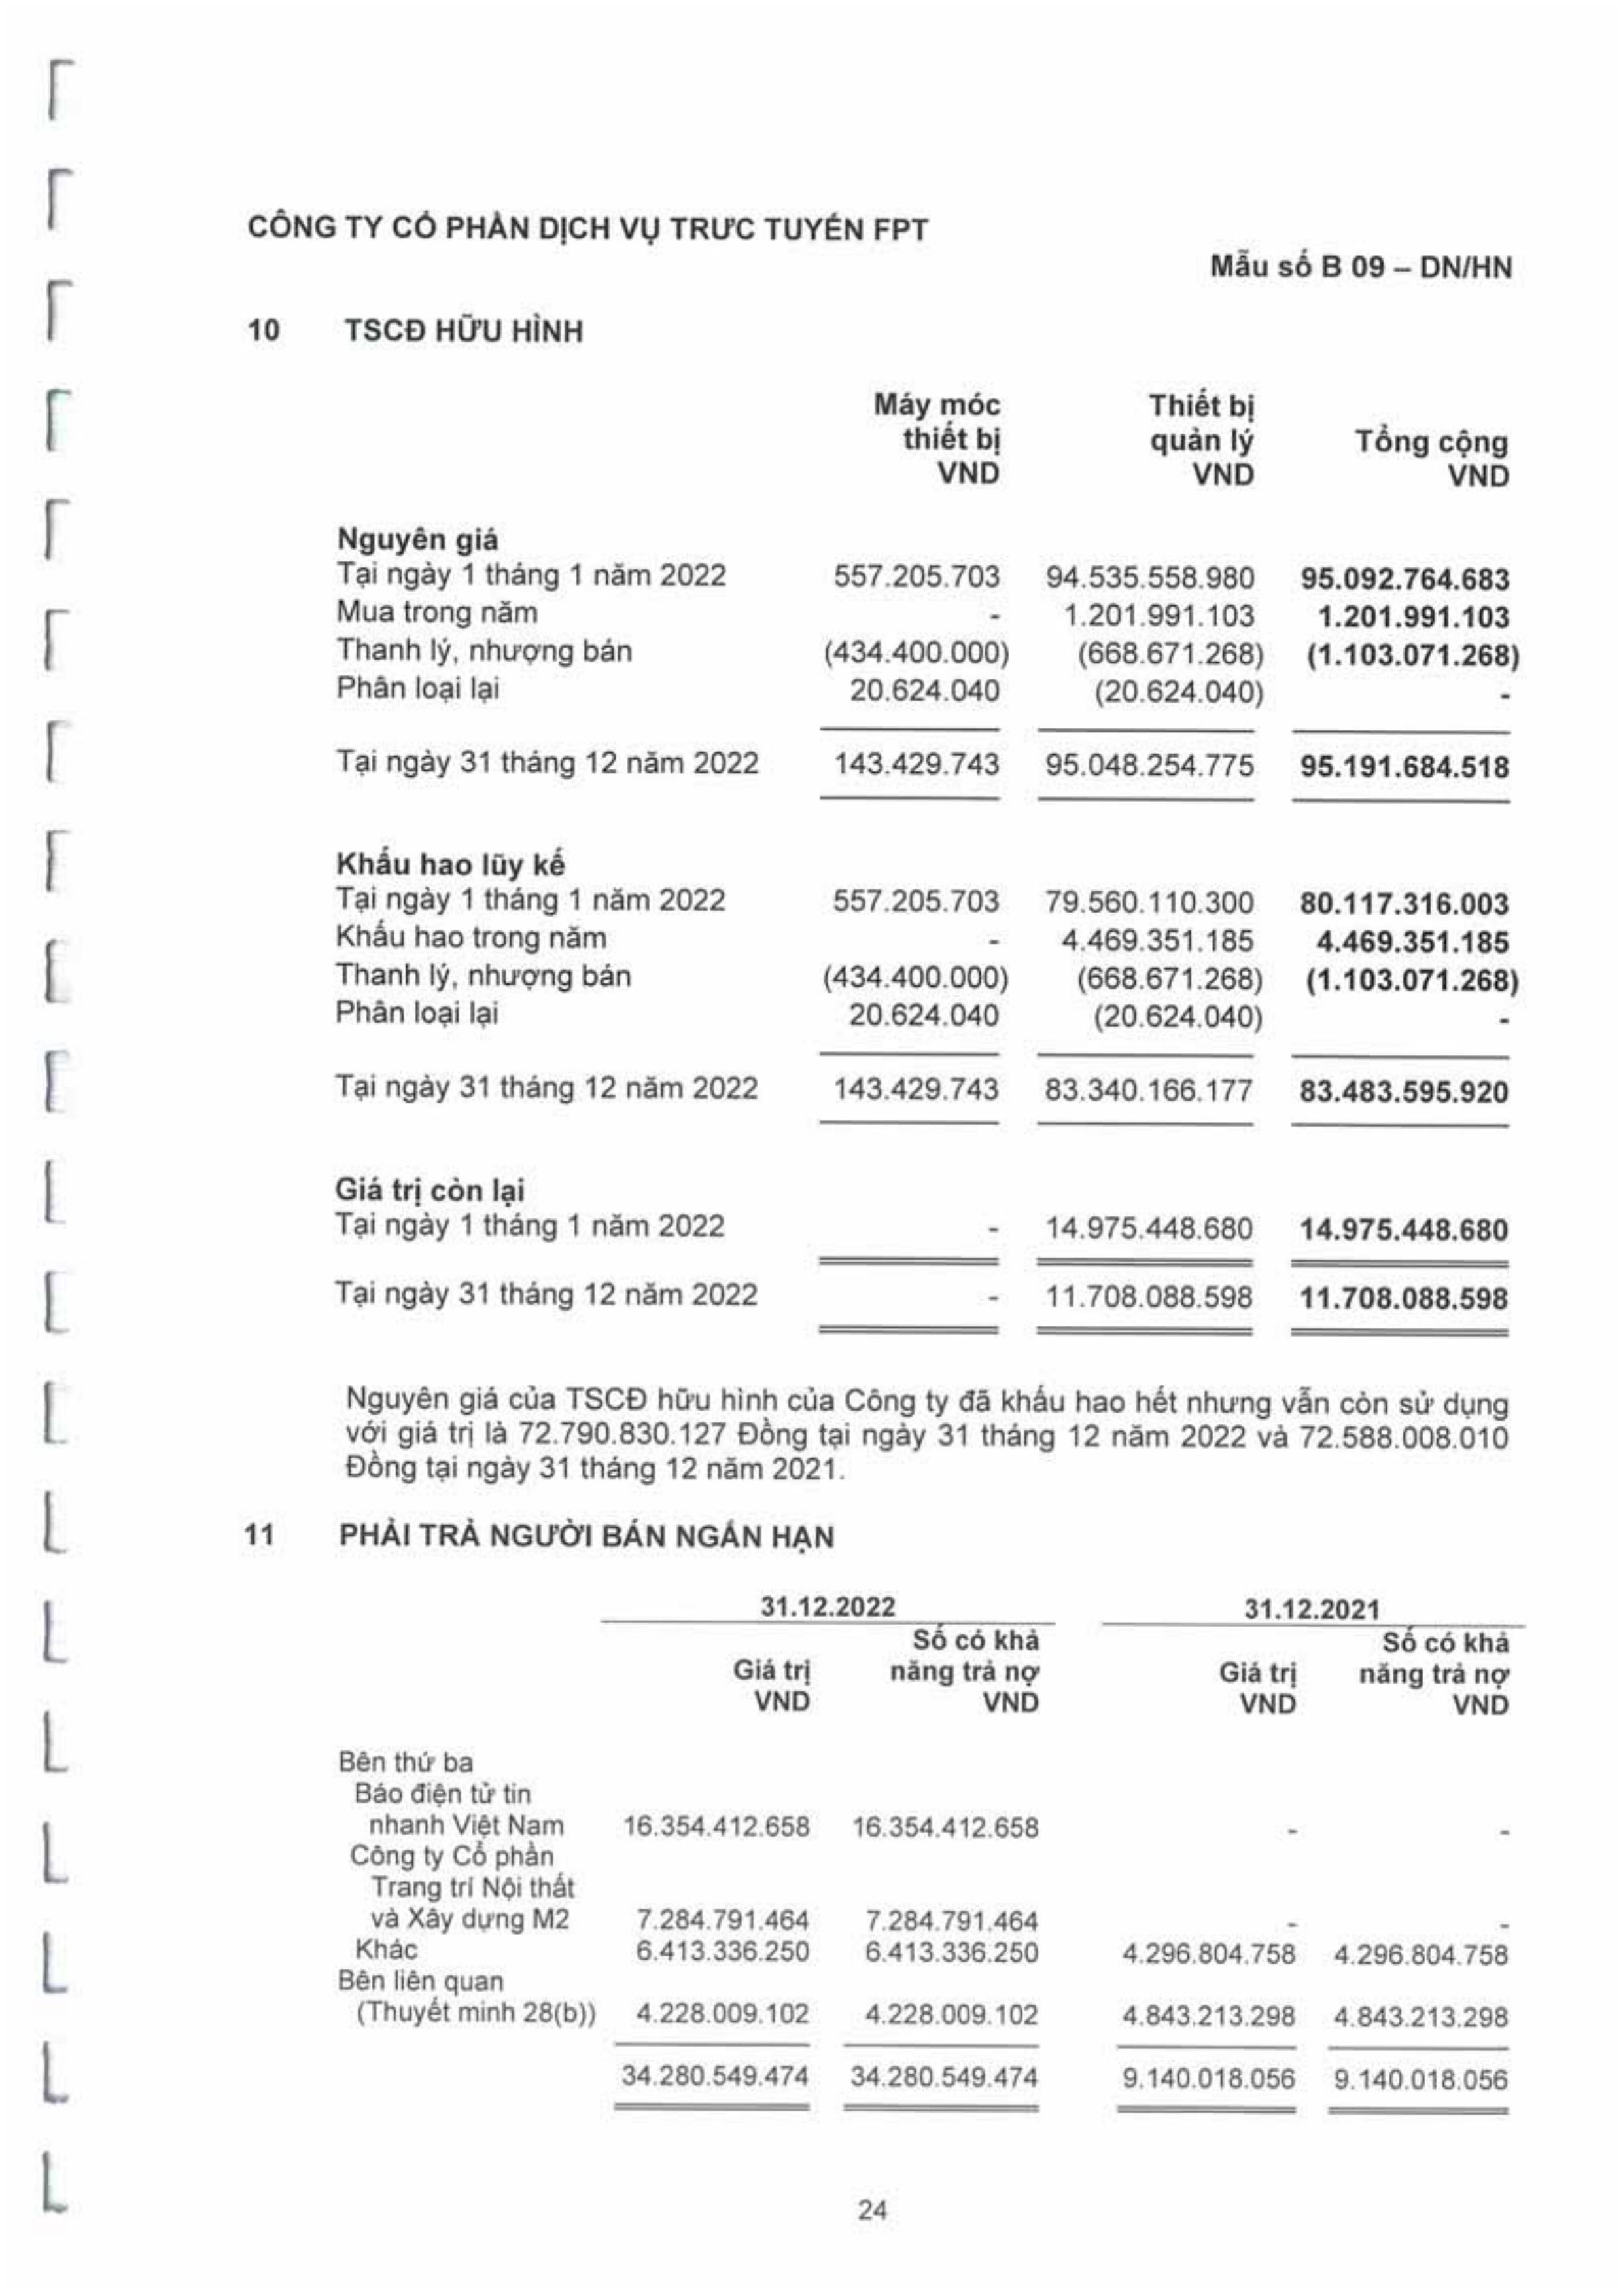 CÔNG TY CỔ PHẦN DỊCH VỤ TRỰC TUYẾN FPT
Mẫu số B 09 – DN/HN
10 TSCĐ HỮU HÌNH
Máy móc Thiết bị
thiết bị quản lý Tổng cộng
VND VND VND
Nguyên giá
Tại ngày 1 tháng 1 năm 2022 557.205.703 94.535.558.980 95.092.764.683
Mua trong năm - 1.201.991.103 1.201.991.103
Thanh lý, nhượng bán (434.400.000) (668.671.268) (1.103.071.268)
Phân loại lại 20.624.040 (20.624.040) -
Tại ngày 31 tháng 12 năm 2022 143.429.743 95.048.254.775 95.191.684.518
Khấu hao lũy kế
Tại ngày 1 tháng 1 năm 2022 557.205.703 79.560.110.300 80.117.316.003
Khấu hao trong năm - 4.469.351.185 4.469.351.185
Thanh lý, nhượng bán (434.400.000) (668.671.268) (1.103.071.268)
Phân loại lại 20.624.040 (20.624.040) -
Tại ngày 31 tháng 12 năm 2022 143.429.743 83.340.166.177 83.483.595.920
Giá trị còn lại
Tại ngày 1 tháng 1 năm 2022 - 14.975.448.680 14.975.448.680
Tại ngày 31 tháng 12 năm 2022 - 11.708.088.598 11.708.088.598
Nguyên giá của TSCĐ hữu hình của Công ty đã khấu hao hết nhưng vẫn còn sử dụng
với giá trị là 72.790.830.127 Đồng tại ngày 31 tháng 12 năm 2022 và 72.588.008.010
Đồng tại ngày 31 tháng 12 năm 2021.
11 PHẢI TRẢ NGƯỜI BÁN NGẮN HẠN
31.12.2022 31.12.2021
Số có khả Số có khả
Giá trị năng trả nợ Giá trị năng trả nợ
VND VND VND VND
Bên thứ ba
Báo điện tử tin
nhanh Việt Nam 16.354.412.658 16.354.412.658 - -
Công ty Cổ phần
Trang trí Nội thất
và Xây dựng M2 7.284.791.464 7.284.791.464 - -
Khác 6.413.336.250 6.413.336.250 4.296.804.758 4.296.804.758
Bên liên quan
(Thuyết minh 28(b)) 4.228.009.102 4.228.009.102 4.843.213.298 4.843.213.298
34.280.549.474 34.280.549.474 9.140.018.056 9.140.018.056
24